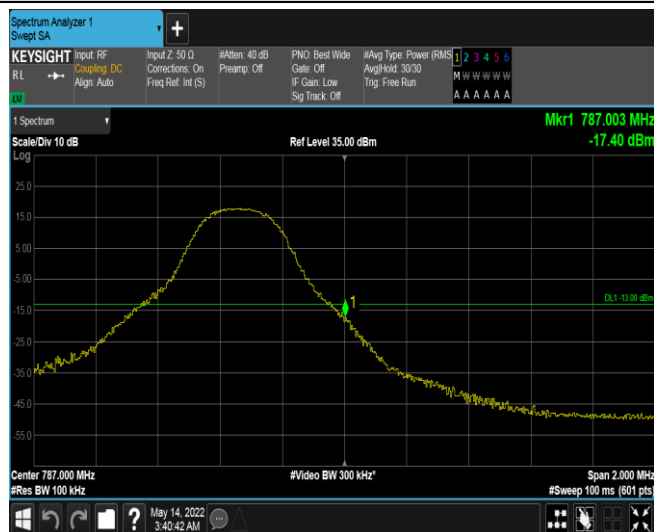 Spectrum Analyzer 1
Swept SA
+
KEYSIGHT
RL
LXI
Input: RF
Coupling: DC
Align: Auto
Input Z: 50 Ω
Corrections: On
Freq Ref: Int (S)
#Atten: 40 dB
Preamp: Off
PNO: Best Wide
Gate: Off
IF Gain: Low
Sig Track: Off
#Avg Type: Power (RMS
Avg|Hold: 30/30
Trig: Free Run
1 2 3 4 5 6
M W W W W W
A A A A A A
1 Spectrum
Mkr1 787.003 MHz
Scale/Div 10 dB
Ref Level 35.00 dBm
-17.40 dBm
Log
25.0
15.0
5.00
-5.00
1
DL1 -13.00 dBm
-15.0
-25.0
-35.0
-45.0
-55.0
Center 787.000 MHz
#Video BW 300 kHz*
Span 2.000 MHz
#Res BW 100 kHz
#Sweep 100 ms (601 pts)
?
May 14, 2022
3:40:42 AM